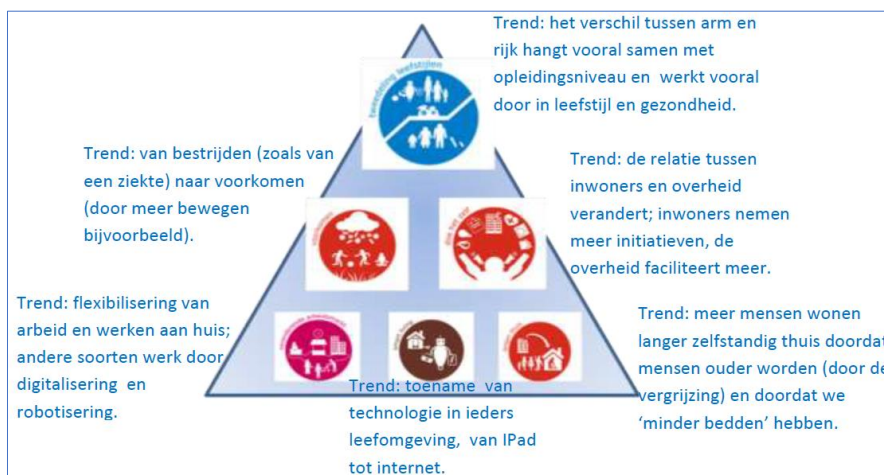 Trend: het verschil tussen arm en
rijk hangt vooral samen met
opleidingsniveau en werkt vooral
door in leefstijl en gezondheid.
tweedeling leefstijlen
Trend: van bestrijden (zoals van
een ziekte) naar voorkomen
(door meer bewegen
bijvoorbeeld).
Trend: de relatie tussen
inwoners en overheid
verandert; inwoners nemen
meer initiatieven, de
overheid faciliteert meer.
Trend: flexibilisering van
arbeid en werken aan huis;
andere soorten werk door
digitalisering en
robotisering.
Trend: meer mensen wonen
langer zelfstandig thuis doordat
mensen ouder worden (door de
vergrijzing) en doordat we
‘minder bedden’ hebben.
Trend: toename van
technologie in ieders
leefomgeving, van IPad
tot internet.